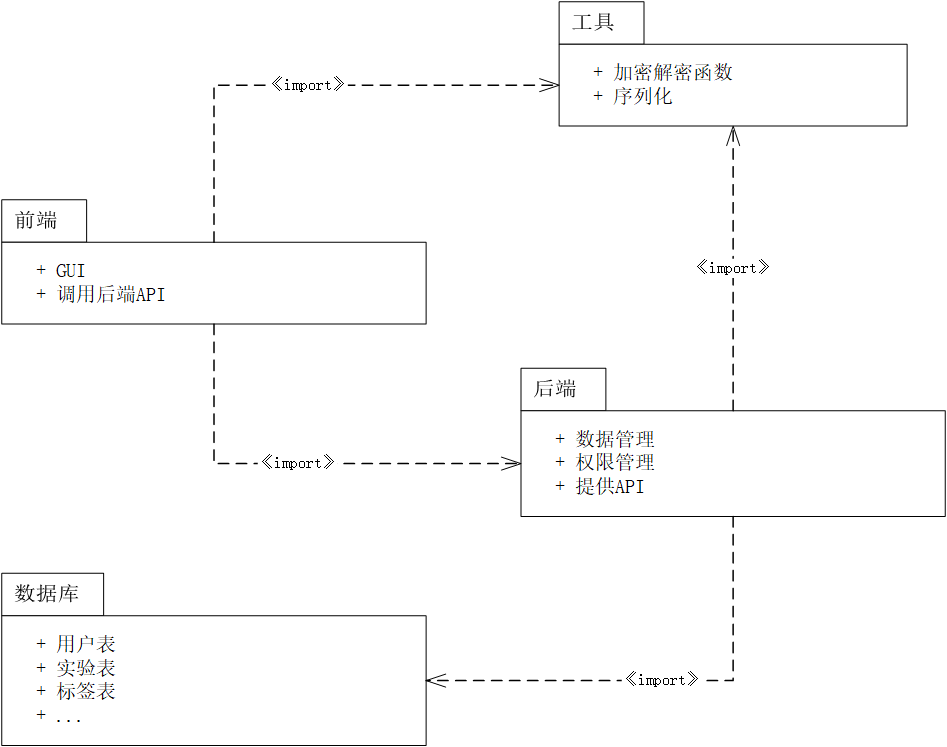 工具
+ 加密解密函数
+ 序列化
《import》
前端
+ GUI
+ 调用后端API
《import》
后端
+ 数据管理
+ 权限管理
+ 提供API
《import》
数据库
+ 用户表
+ 实验表
+ 标签表
+ ...
《import》